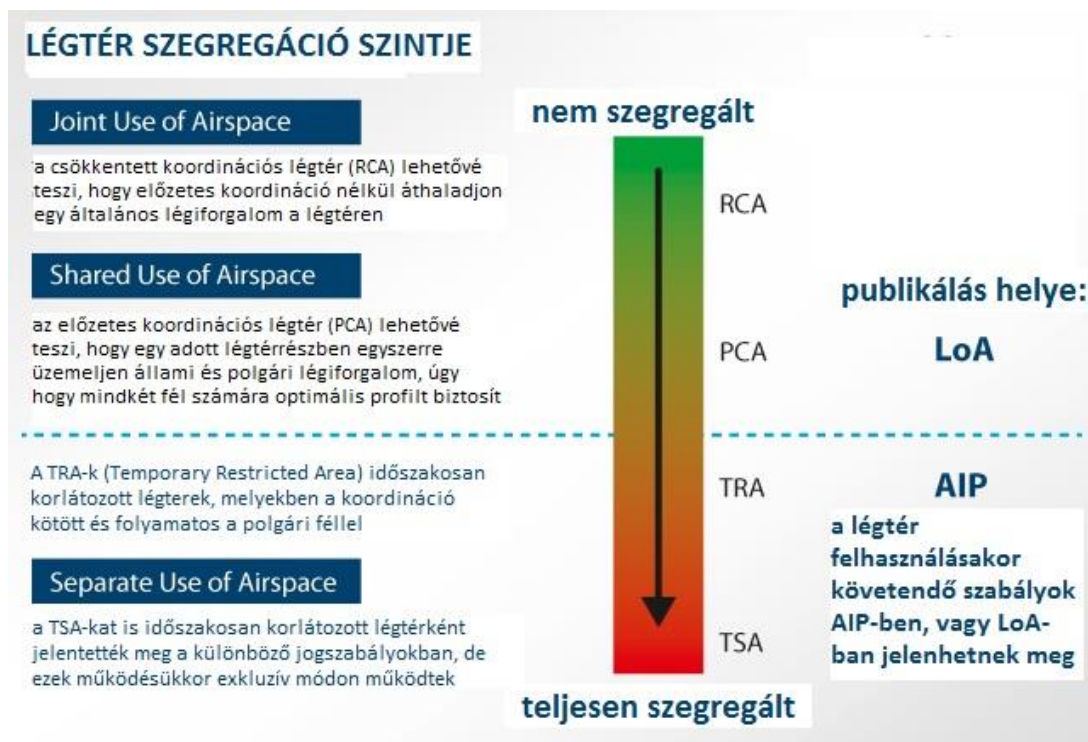 LÉGTÉR SZEGREGÁCIÓ SZINTJE
Joint Use of Airspace
a csökkentett koordinációs légtér (RCA) lehetővé
teszi, hogy előzetes koordináció nélkül áthaladjon
egy általános légiforgalom a légtéren
Shared Use of Airspace
az előzetes koordinációs légtér (PCA) lehetővé
teszi, hogy egy adott légtérrészben egyszerre
üzemeljen állami és polgári légiforgalom, úgy
hogy mindkét fél számára optimális profilt biztosít
A TRA-k (Temporary Restricted Area) időszakosan
korlátozott légterek, melyekben a koordináció
kötött és folyamatos a polgári féllel
Separate Use of Airspace
a TSA-kat is időszakosan korlátozott légtérként
jelentették meg a különböző jogszabályokban, de
ezek működésükkor exkluzív módon működtek
nem szegregált
RCA
PCA
TRA
TSA
teljesen szegregált
publikálás helye:
LoA
AIP
a légtér
felhasználásakor
követendő szabályok
AIP-ben, vagy LoA-
ban jelenhetnek meg